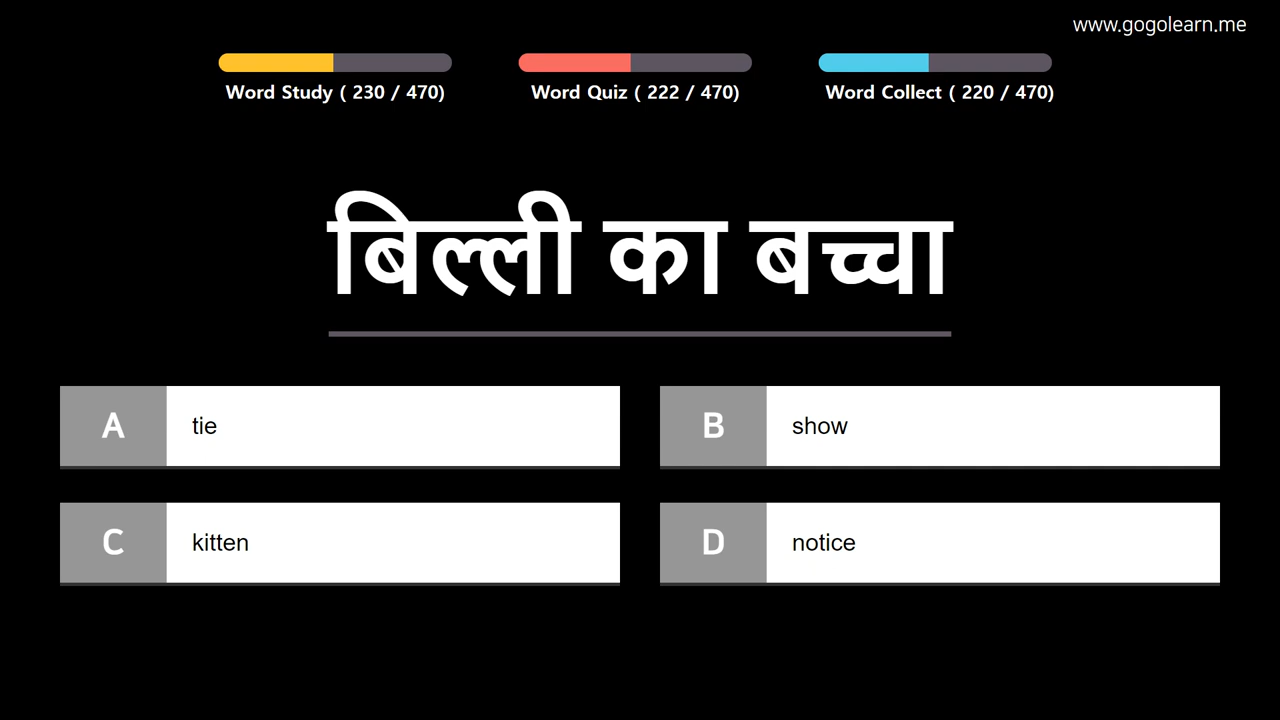 www.gogolearn.me
Word Study ( 230 / 470)
Word Quiz ( 222 / 470)
Word Collect ( 220 / 470)
बिल्ली का बच्चा
A tie
B show
C kitten
D notice